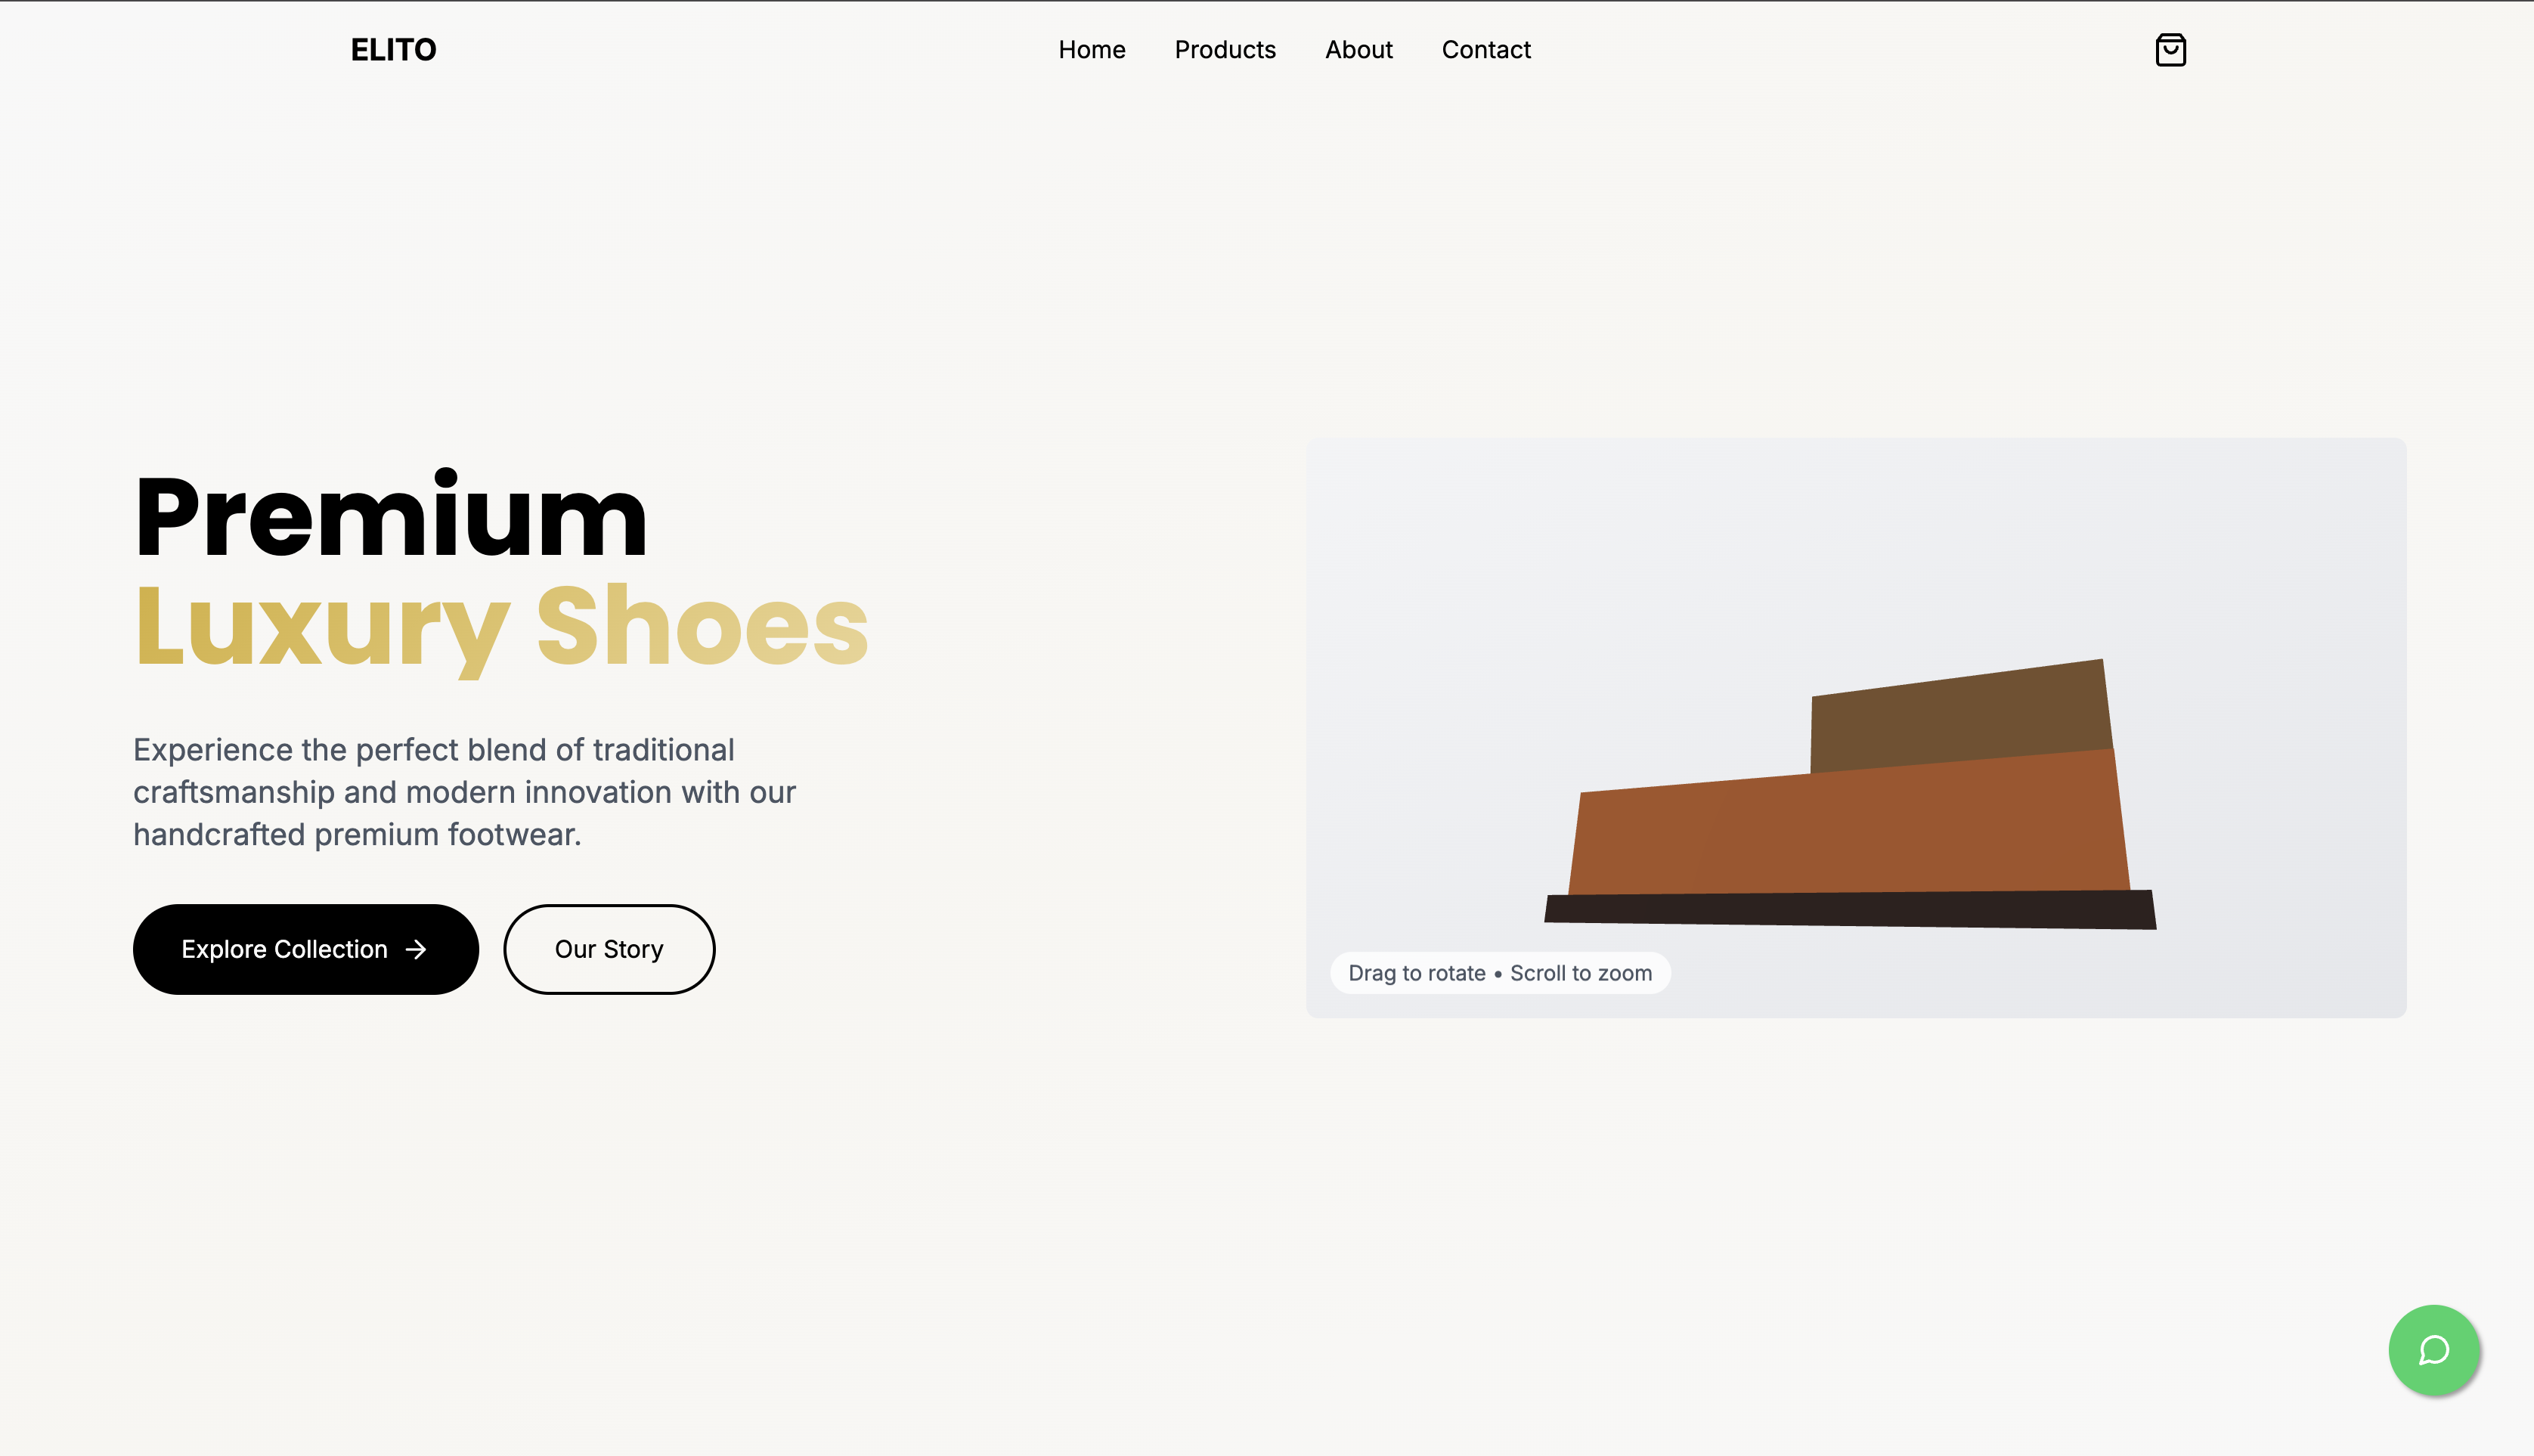 ELITO
Home
Products
About
Contact
Premium
Luxury Shoes
Experience the perfect blend of traditional
craftsmanship and modern innovation with our
handcrafted premium footwear.
Explore Collection
Our Story
Drag to rotate • Scroll to zoom